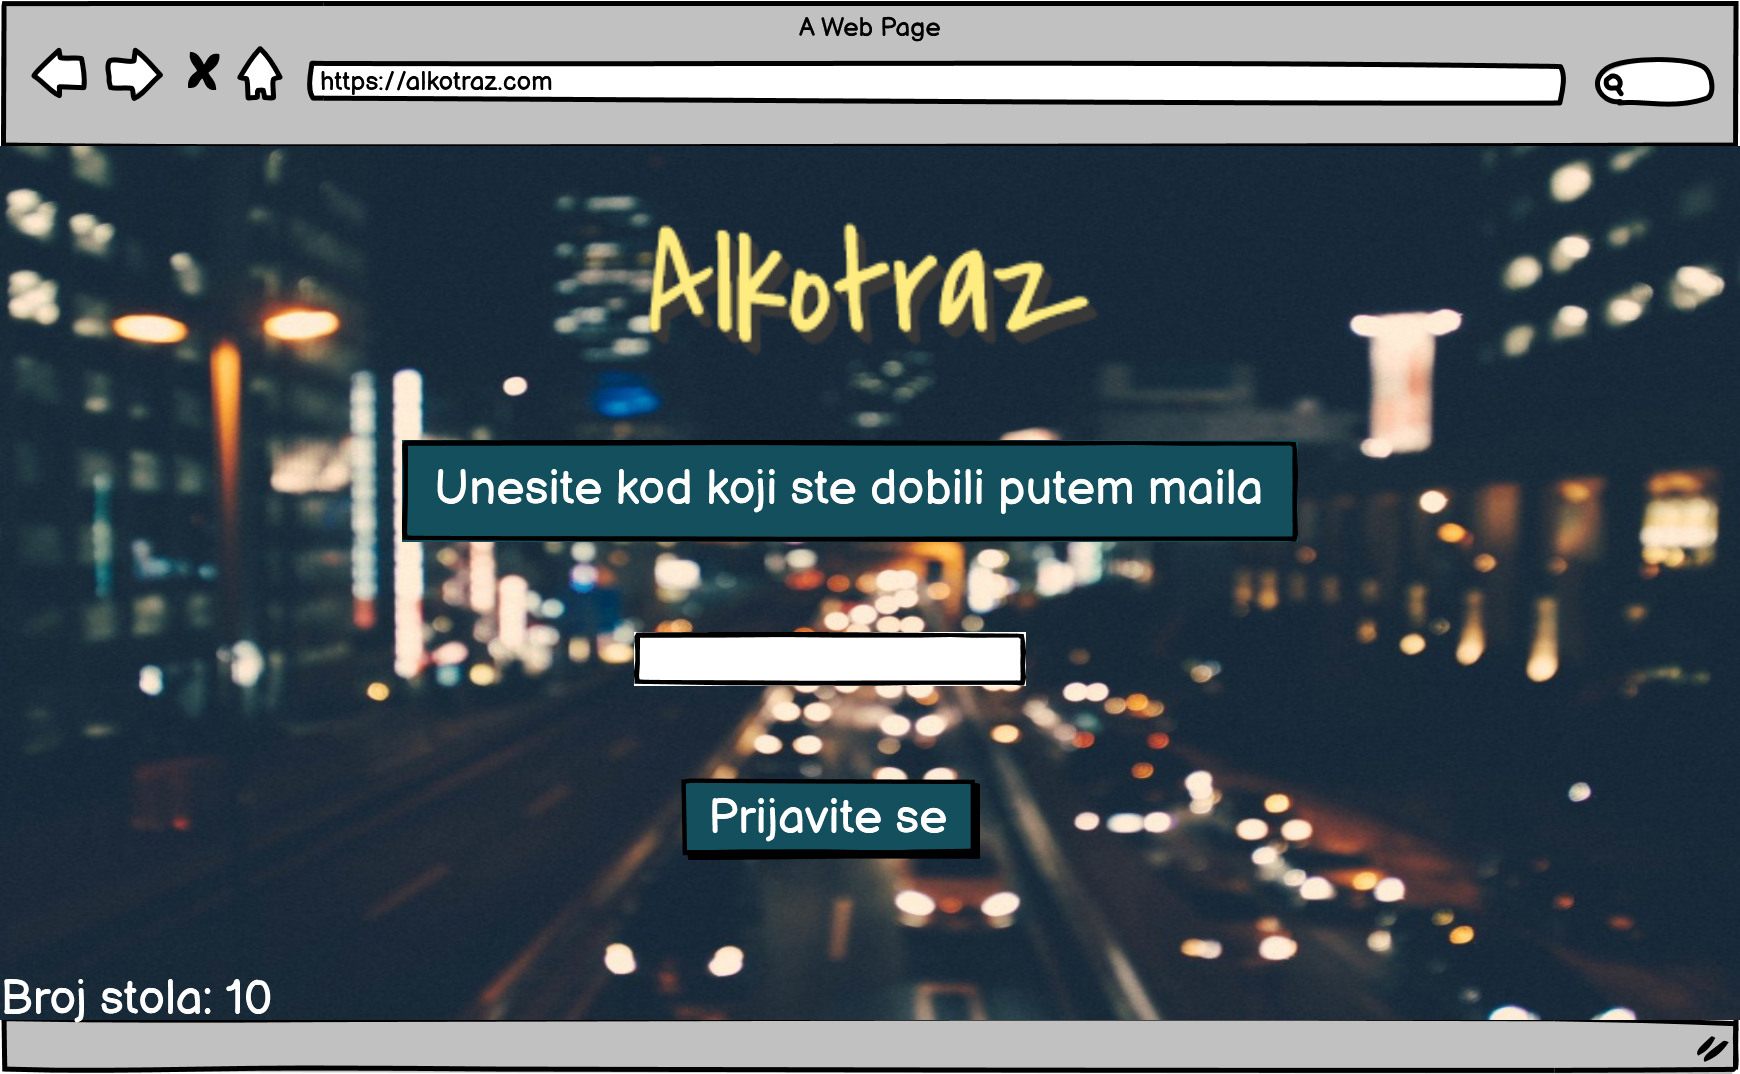 A Web Page
https://alkotraz.com
Alkotraz
Unesite kod koji ste dobili putem maila
Prijavite se
Broj stola: 10